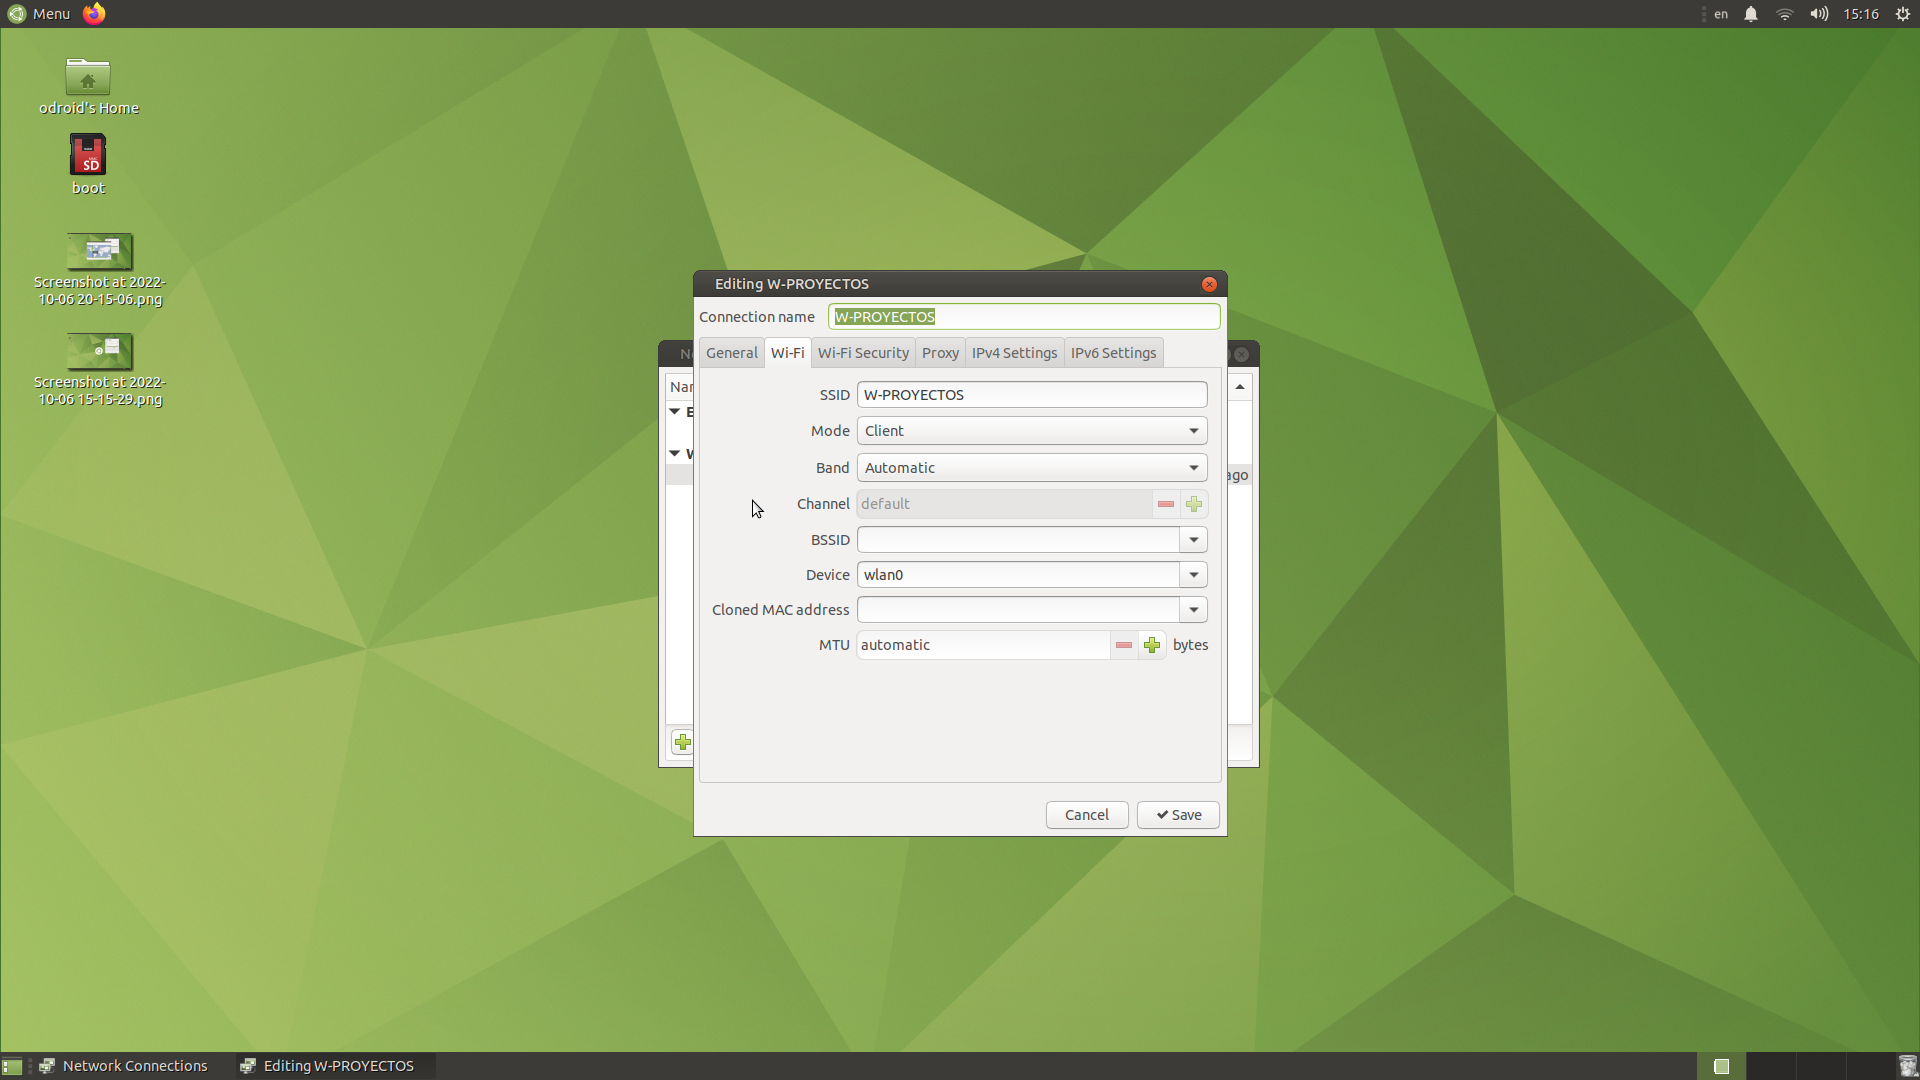 Menu
en
15:16
odroid's Home
SD
boot
Screenshot at 2022-
10-06 20-15-06.png
Screenshot at 2022-
10-06 15-15-29.png
Editing W-PROYECTOS
Connection name W-PROYECTOS
General Wi-Fi Wi-Fi Security Proxy IPv4 Settings IPv6 Settings
SSID W-PROYECTOS
Mode Client
Band Automatic
ago
Channel default
BSSID
Device wlan0
Cloned MAC address
MTU automatic bytes
Cancel Save
Network Connections
Editing W-PROYECTOS